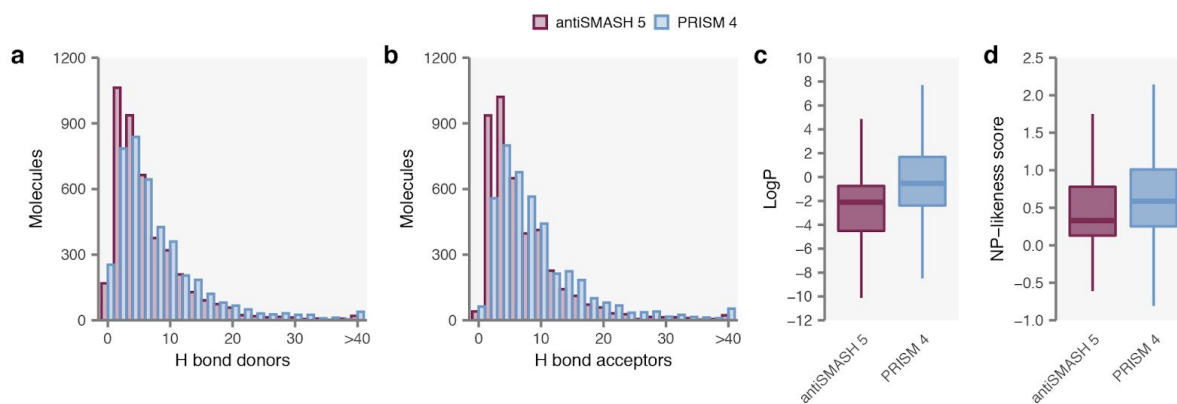 antiSMASH 5 PRISM 4
a
1200
900
600
300
0
Molecules
0 10 20 30 >40
H bond donors
b
1200
900
600
300
0
Molecules
0 10 20 30 >40
H bond acceptors
c
10
8
6
4
2
0
−2
−4
−6
−8
−10
−12
LogP
antiSMASH 5
PRISM 4
d
2.5
2.0
1.5
1.0
0.5
0.0
−0.5
−1.0
NP−likeness score
antiSMASH 5
PRISM 4